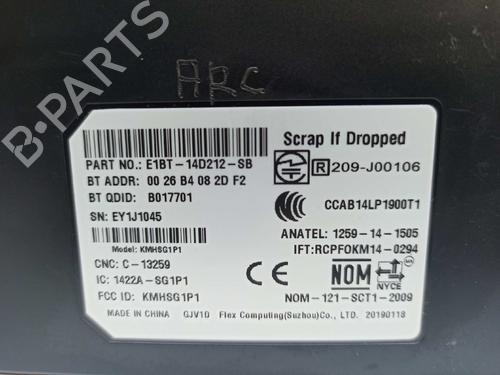 ARC
B-PARTS
Scrap If Dropped
PART NO.: E1BT-14D212-SB
R 209-J00106
BT ADDR: 00 26 B4 08 2D F2
BT QDID: B017701
CCAB14LP1900T1
SN: EY1J1045
ANATEL: 1259-14-1505
Model: KMHSG1P1
IFT:RCPFOKM14-0294
CNC: C-13259
IC: 1422A-SG1P1
CE
NOM
NYCE
FCC ID: KMHSG1P1
NOM-121-SCT1-2009
MADE IN CHINA GJV10 Flex Computing(Suzhou)Co., LTD. 20190118